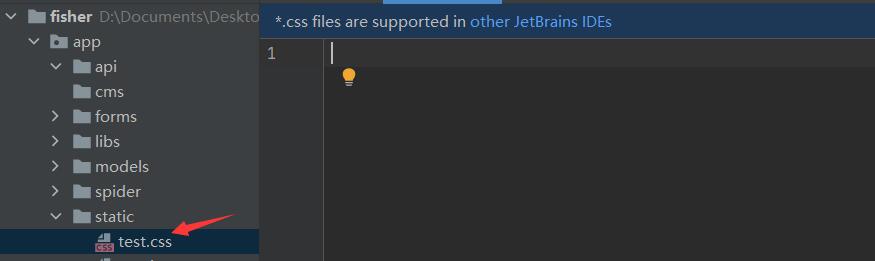 fisher D:\Documents\Deskto
*.css files are supported in other JetBrains IDEs
app
1
api
cms
forms
libs
models
spider
static
CSS
test.css